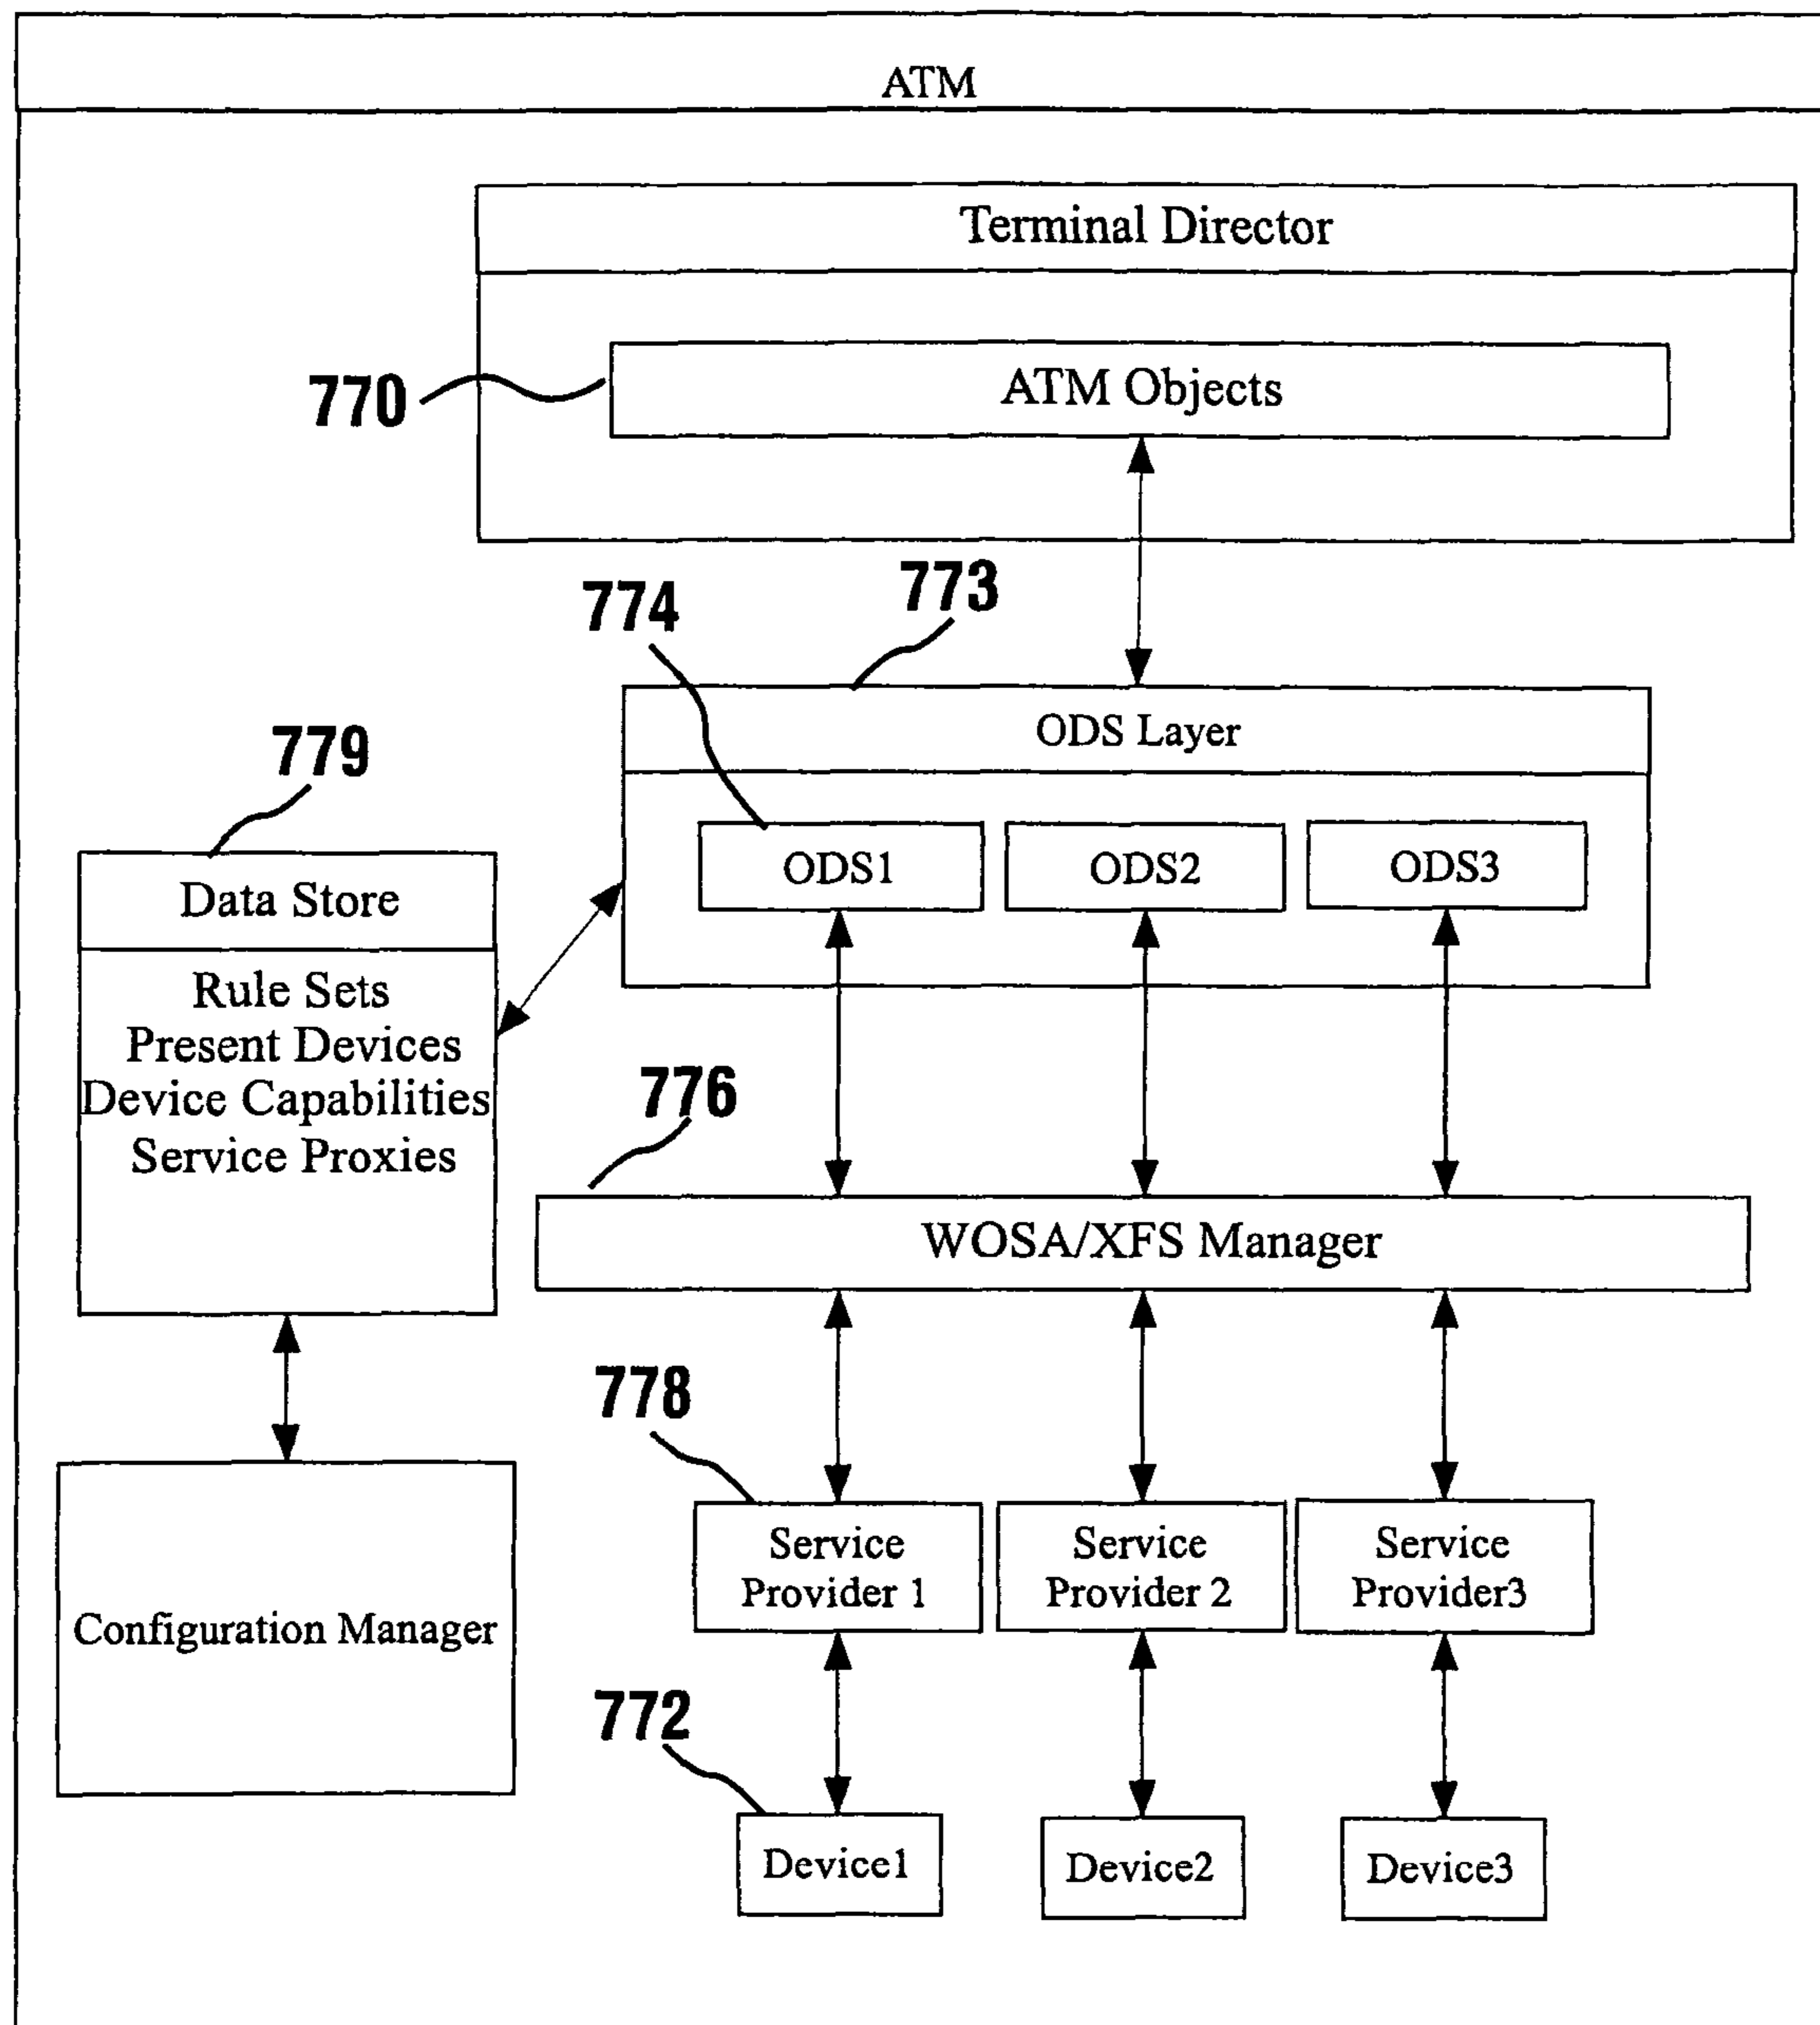 ATM
Terminal Director
770
ATM Objects
773
774
ODS Layer
779
ODS1 ODS2 ODS3
Data Store
Rule Sets
Present Devices
Device Capabilities
Service Proxies
776
WOSA/XFS Manager
778
Service
Provider 1
Service
Provider 2
Service
Provider3
Configuration Manager
772
Device1 Device2 Device3